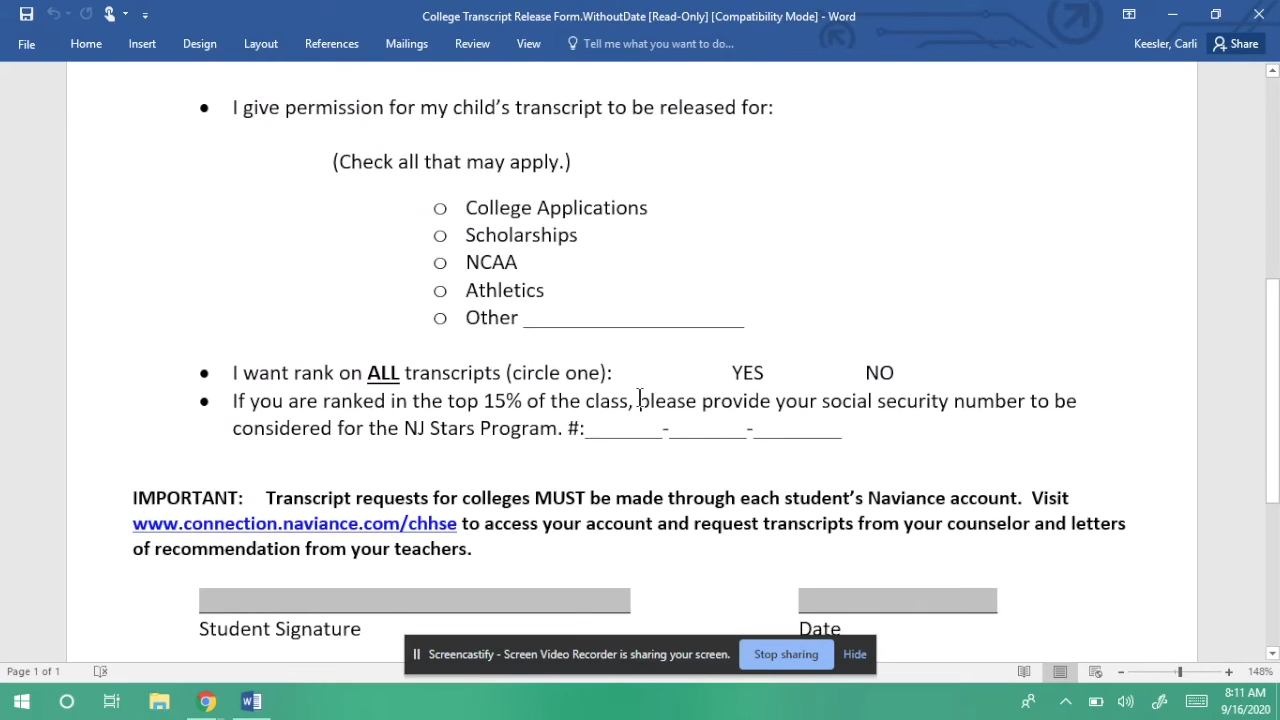 College Transcript Release Form.WithoutDate [Read-Only] [Compatibility Mode] - Word
File Home Insert Design Layout References Mailings Review View Tell me what you want to do... Keesler, Carli Share
• I give permission for my child's transcript to be released for:
(Check all that may apply.)
o College Applications
o Scholarships
o NCAA
o Athletics
o Other ____________________
• I want rank on ALL transcripts (circle one): YES NO
• If you are ranked in the top 15% of the class, please provide your social security number to be
considered for the NJ Stars Program. #:_______-_______-________
IMPORTANT: Transcript requests for colleges MUST be made through each student's Naviance account. Visit
www.connection.naviance.com/chhse to access your account and request transcripts from your counselor and letters
of recommendation from your teachers.
Student Signature Date
Screencastify - Screen Video Recorder is sharing your screen. Stop sharing Hide
Page 1 of 1 148%
8:11 AM
9/16/2020